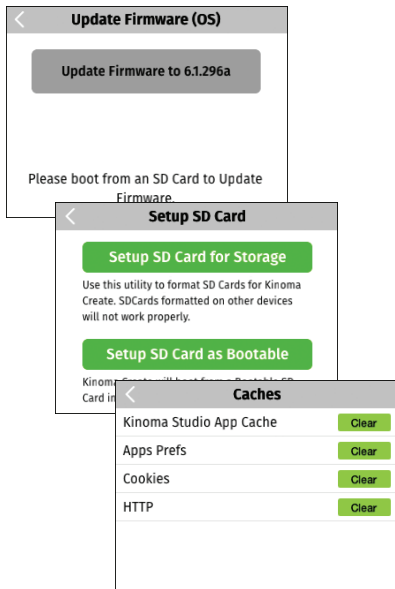 Update Firmware (OS)
Update Firmware to 6.1.296a
Please boot from an SD Card to Update
Firmware.
Setup SD Card
Setup SD Card for Storage
Use this utility to format SD Cards for Kinoma
Create. SDCards formatted on other devices
will not work properly.
Setup SD Card as Bootable
Kinoma Create will boot from a Bootable SD
Card in
Caches
Kinoma Studio App Cache Clear
Apps Prefs Clear
Cookies Clear
HTTP Clear